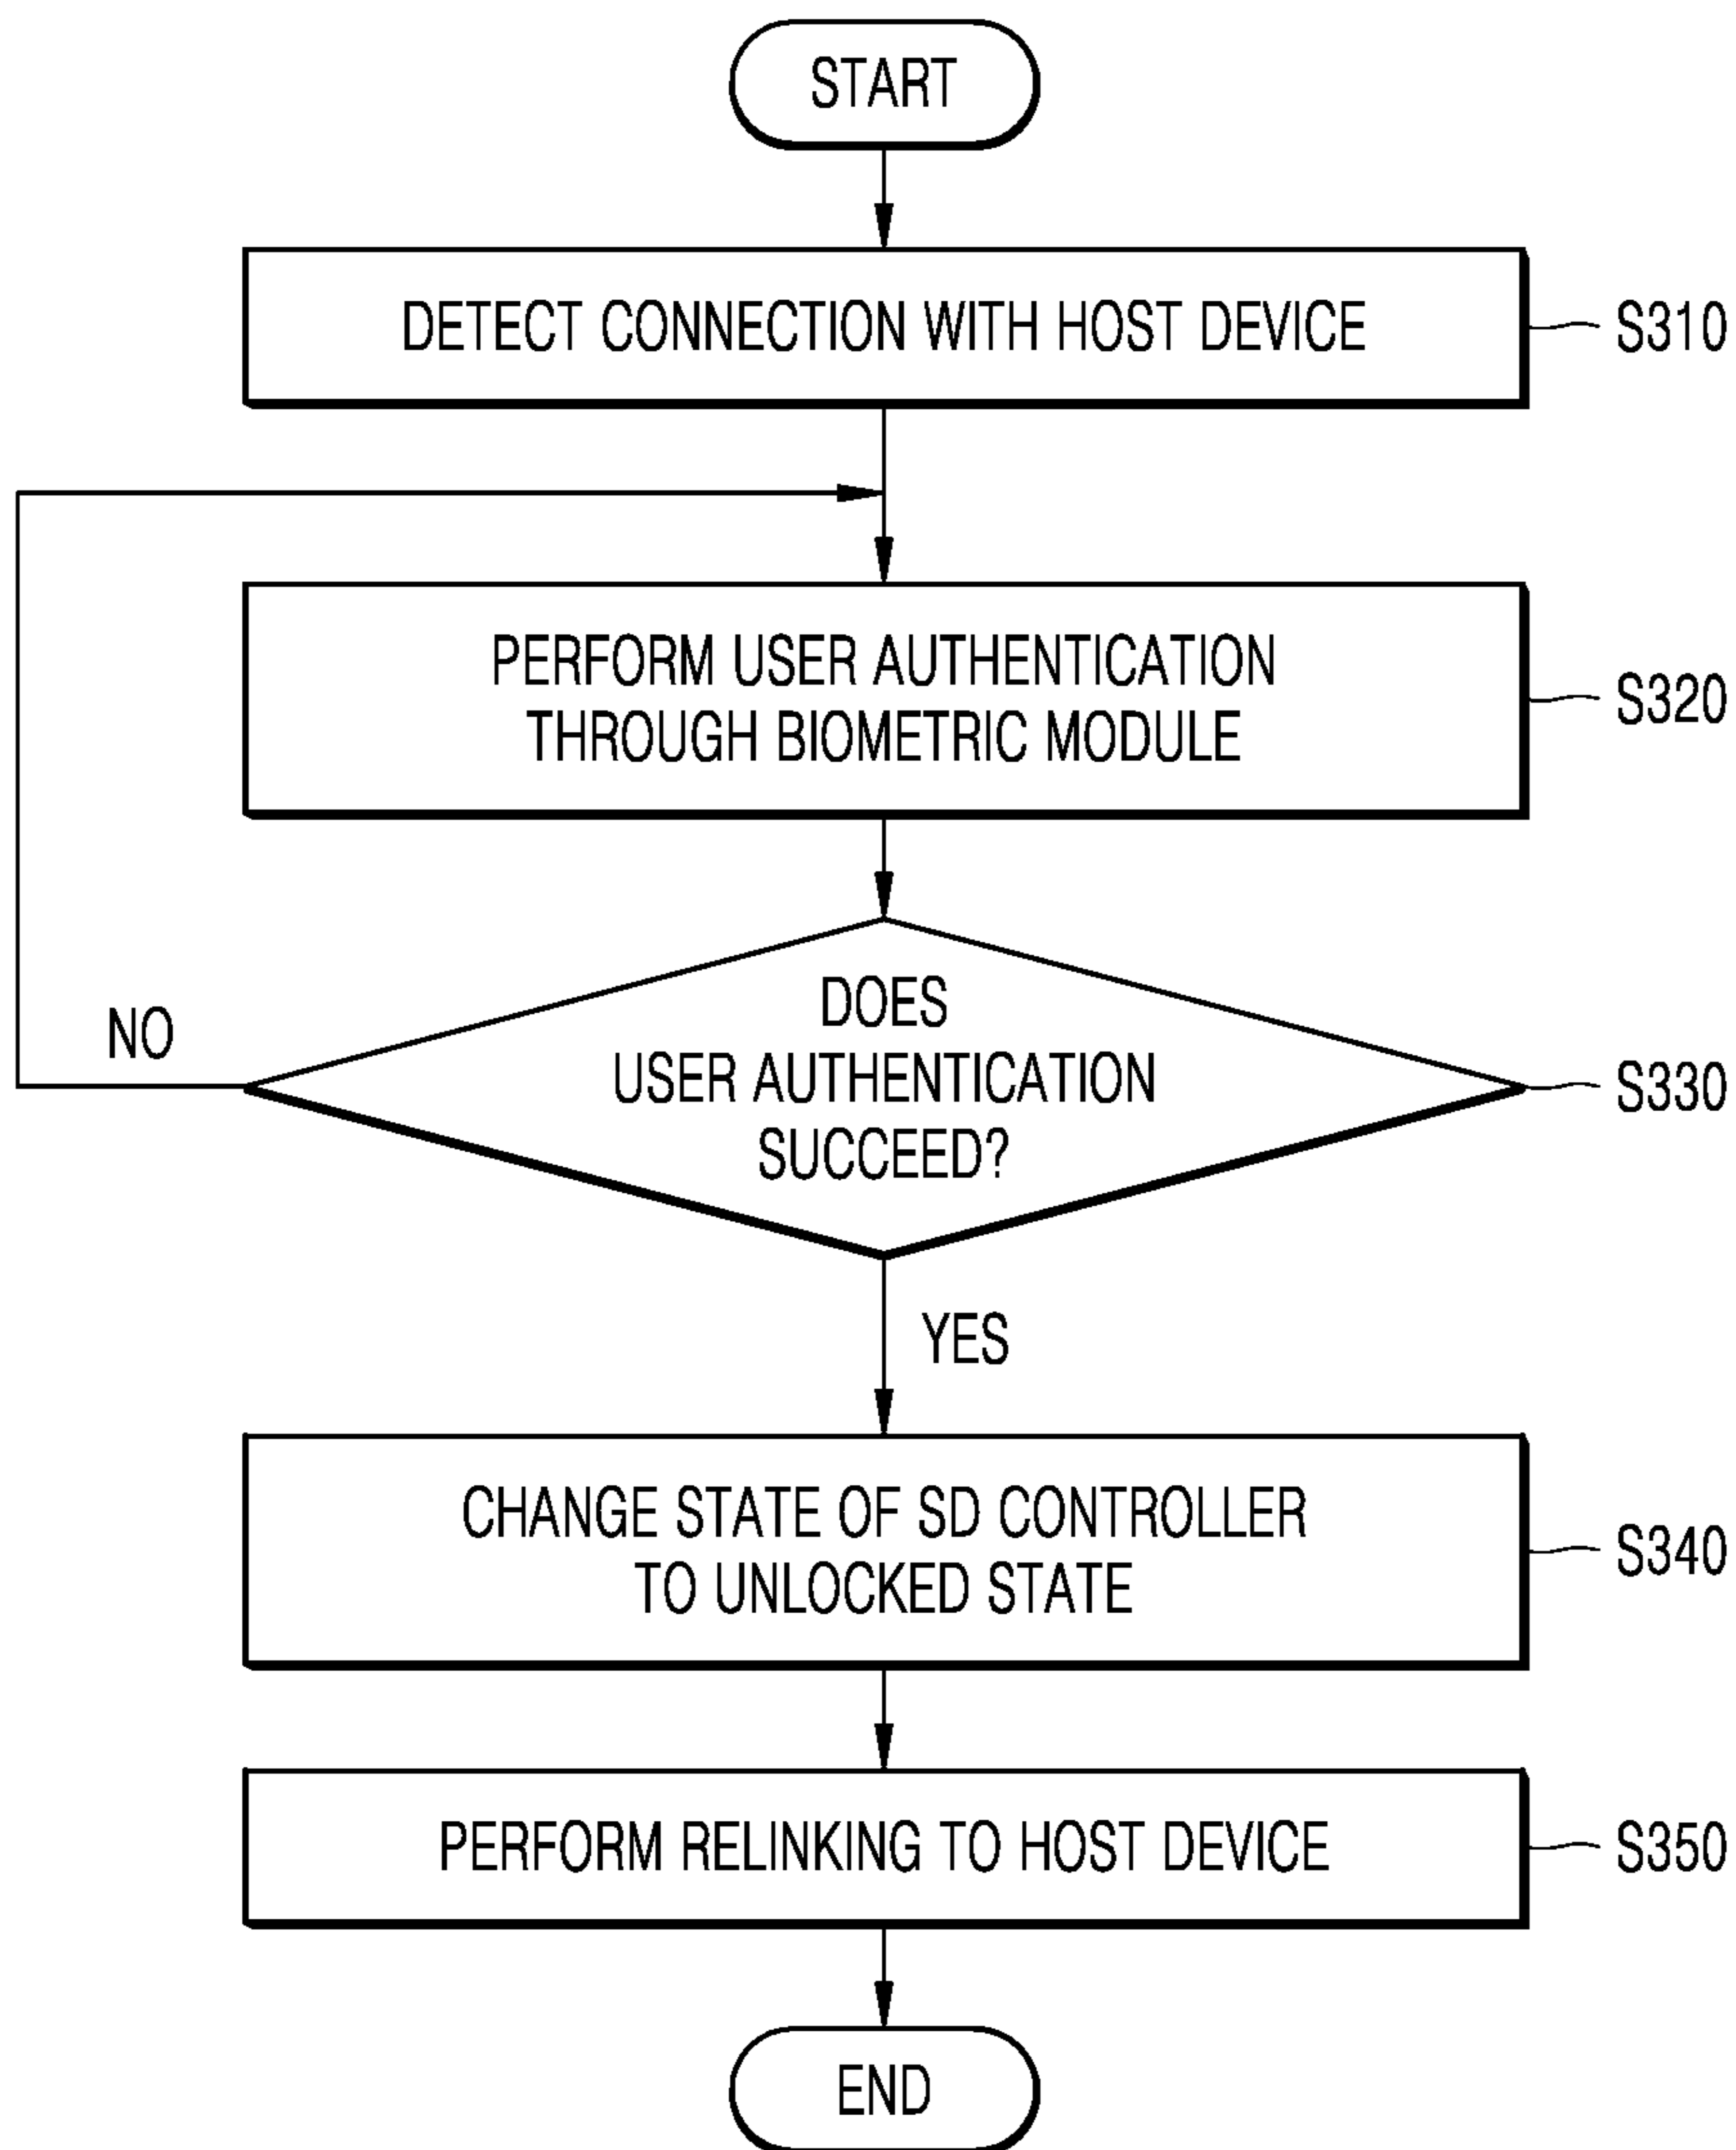 START
DETECT CONNECTION WITH HOST DEVICE
S310
PERFORM USER AUTHENTICATION
THROUGH BIOMETRIC MODULE
S320
DOES
USER AUTHENTICATION
SUCCEED?
S330
NO
YES
CHANGE STATE OF SD CONTROLLER
TO UNLOCKED STATE
S340
PERFORM RELINKING TO HOST DEVICE
S350
END